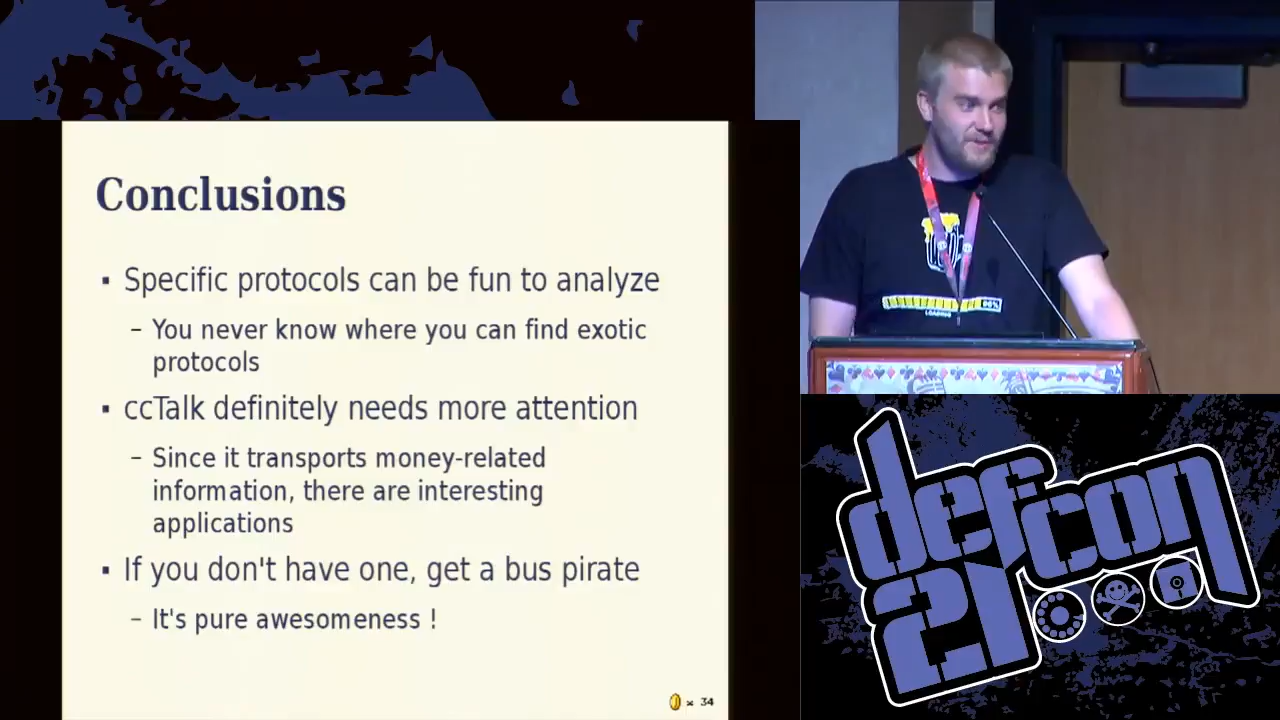 Conclusions
▪ Specific protocols can be fun to analyze
– You never know where you can find exotic
protocols
▪ ccTalk definitely needs more attention
– Since it transports money-related
information, there are interesting
applications
▪ If you don't have one, get a bus pirate
– It's pure awesomeness !
× 34
LOADING
defcon
21